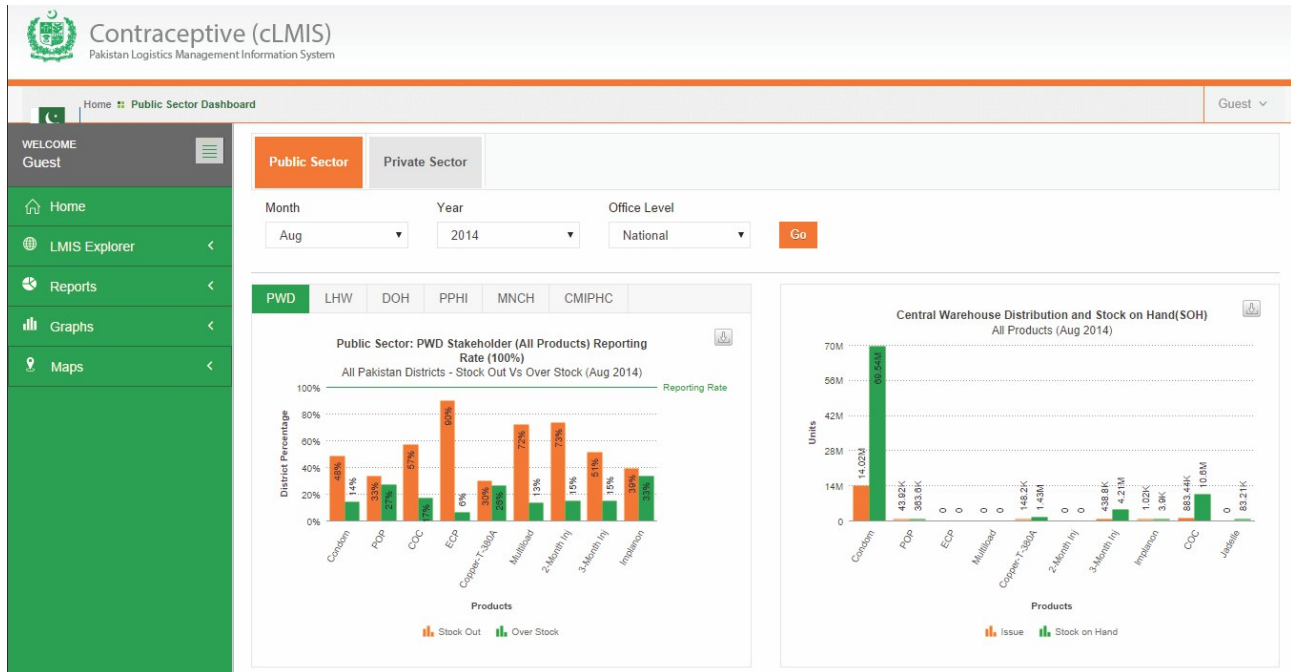 Contraceptive (cLMIS)
Pakistan Logistics Management Information System
Home Public Sector Dashboard
Guest
WELCOME
Guest
Home
LMIS Explorer
Reports
Graphs
Maps
Public Sector Private Sector
Month Year Office Level
Aug 2014 National Go
PWD LHW DOH PPHI MNCH CMIPHC
Public Sector: PWD Stakeholder (All Products) Reporting
Rate (100%)
All Pakistan Districts - Stock Out Vs Over Stock (Aug 2014)
Reporting Rate
District Percentage
100%
80%
60%
40%
20%
0%
48% 14% 33% 27% 57% 17% 90% 6% 30% 26% 72% 13% 73% 15% 51% 15% 39% 33%
Condom POP COC ECP Copper-T-380A Multiload 2-Month Inj 3-Month Inj Implanon
Products
Stock Out Over Stock
Central Warehouse Distribution and Stock on Hand(SOH)
All Products (Aug 2014)
Units
70M
56M
42M
28M
14M
0
14.02M 69.54M 43.92K 363.6K 0 0 0 0 148.2K 1.43M 0 0 438.8K 4.21M 1.02K 3.9K 883.44K 10.6M 0 83.21K
Condom POP ECP Multiload Copper-T-380A 2-Month Inj 3-Month Inj Implanon COC Jadelle
Products
Issue Stock on Hand